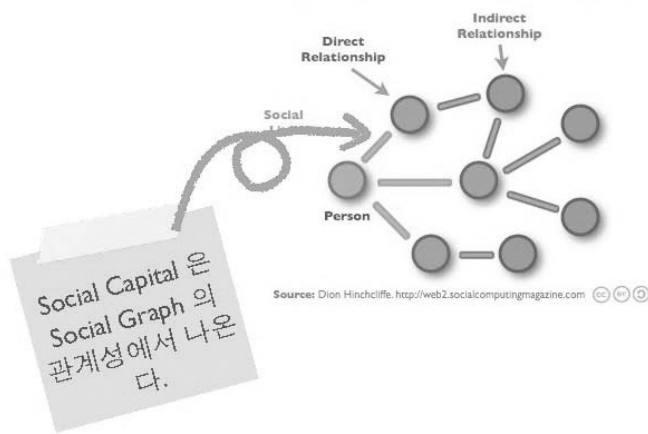 Indirect
Relationship
Direct
Relationship
Social
Person
Source: Dion Hinchcliffe. http://web2.socialcomputingmagazine.com
Social Capital 은
Social Graph 의
관계성에서 나온
다.